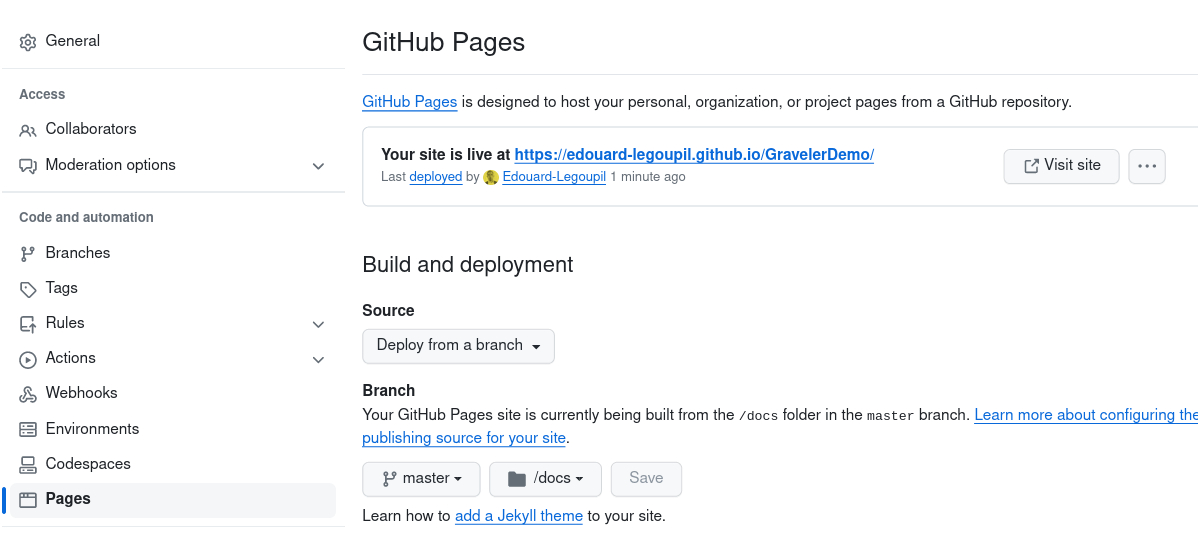 General
Access
Collaborators
Moderation options
Code and automation
Branches
Tags
Rules
Actions
Webhooks
Environments
Codespaces
Pages
GitHub Pages
GitHub Pages is designed to host your personal, organization, or project pages from a GitHub repository.
Your site is live at https://edouard-legoupil.github.io/GravelerDemo/
Last deployed by Edouard-Legoupil 1 minute ago
Visit site
Build and deployment
Source
Deploy from a branch
Branch
Your GitHub Pages site is currently being built from the /docs folder in the master branch. Learn more about configuring the
publishing source for your site.
master
/docs
Save
Learn how to add a Jekyll theme to your site.